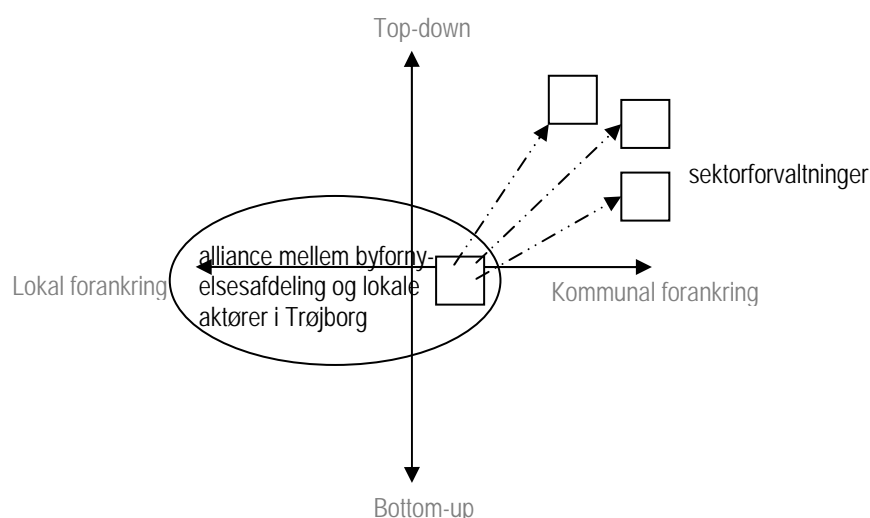 Top-down
sektorforvaltninger
alliance mellem byforny-
elsesafdeling og lokale
aktører i Trøjborg
Lokal forankring
Kommunal forankring
Bottom-up